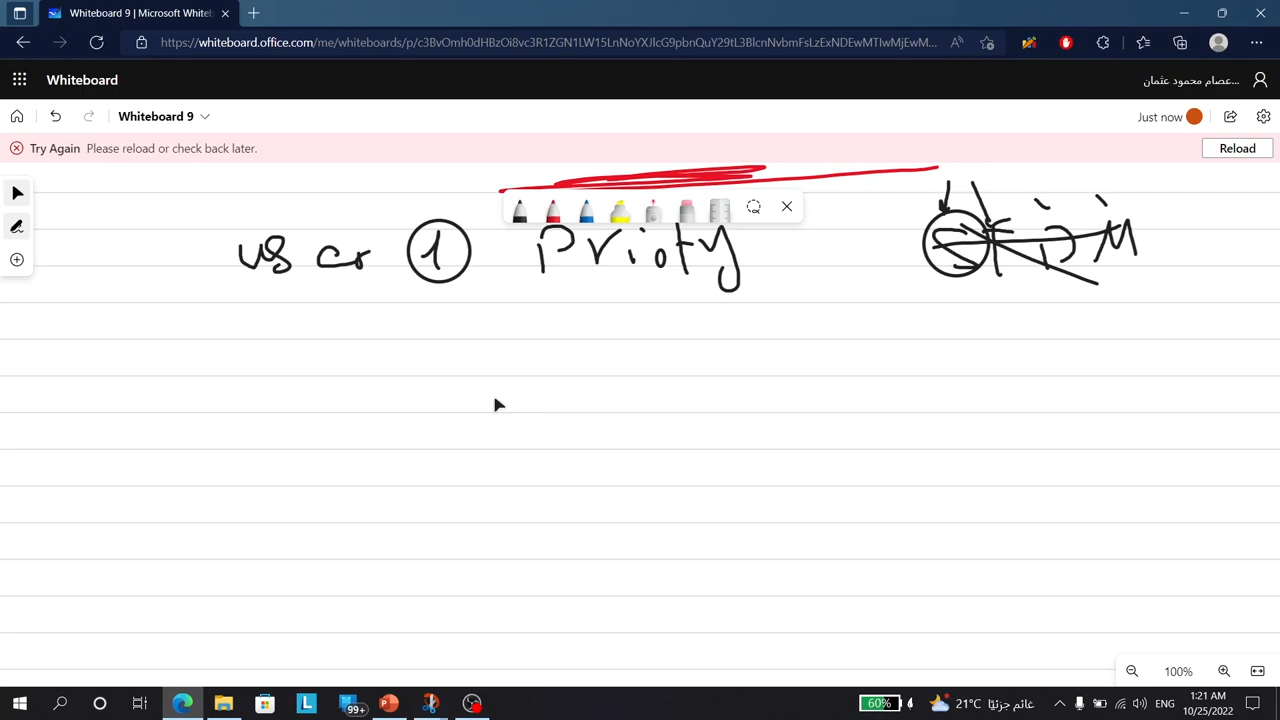 Whiteboard 9 | Microsoft Whiteb
https://whiteboard.office.com/me/whiteboards/p/c3BvOmh0dHBzOi8vc3R1ZGN1LW15LnNoYXJlcG9pbnQuY29tL3BlcnNvbmFsLzExNDEwMTIwMjEwM...
Whiteboard
عصام محمود عثمان...
Whiteboard 9
Just now
Try Again Please reload or check back later.
Reload
1 Prioty
100%
L
99+
60%
21°C غائم جزئيًا
ENG
1:21 AM
10/25/2022